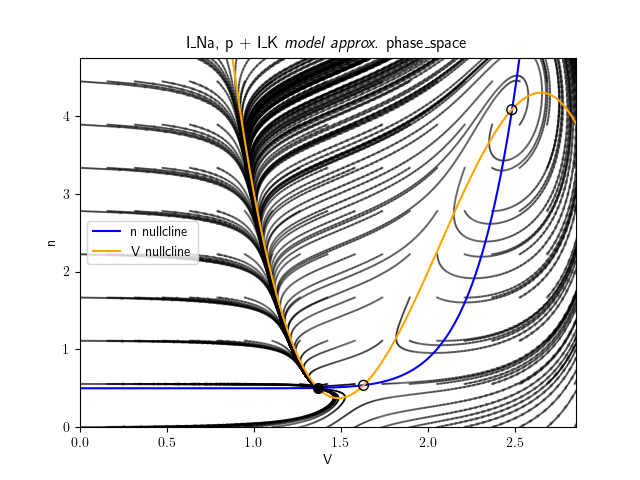 I_Na, p + I_K model approx. phase_space
n
4
3
2
1
0
n nullcline
V nullcline
0.0 0.5 1.0 1.5 2.0 2.5
V